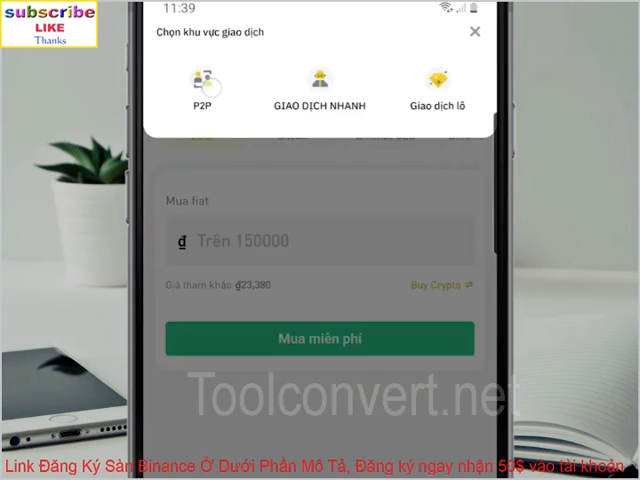 subscribe
LIKE
Thanks
11:39
Chọn khu vực giao dịch
P2P
GIAO DỊCH NHANH
Giao dịch lô
Mua fiat
₫ Trên 150000
Giá tham khảo ₫23,380
Buy Crypto
Mua miễn phí
Toolconvert.net
Link Đăng Ký Sàn Binance Ở Dưới Phần Mô Tả, Đăng ký ngay nhận 50$ vào tài khoản